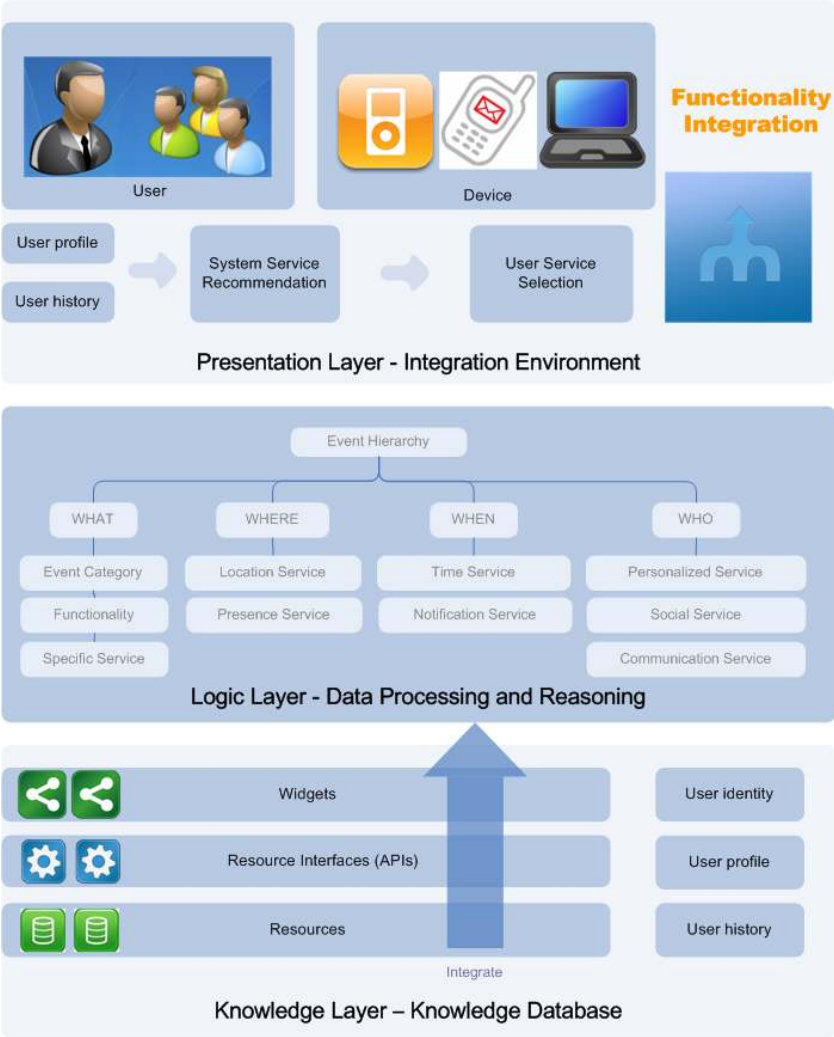 Functionality
Integration
User
Device
User profile
User history
System Service
Recommendation
User Service
Selection
Presentation Layer - Integration Environment
Event Hierarchy
WHAT
WHERE
WHEN
WHO
Event Category
Location Service
Time Service
Personalized Service
Functionality
Presence Service
Notification Service
Social Service
Specific Service
Communication Service
Logic Layer - Data Processing and Reasoning
Widgets
User identity
Resource Interfaces (APIs)
User profile
Resources
User history
Integrate
Knowledge Layer – Knowledge Database